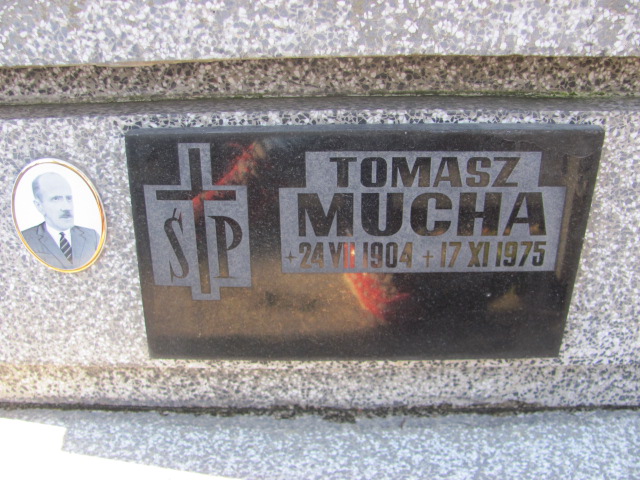 ŚP
TOMASZ
MUCHA
+24 VII 1904 + 17 XI 1975